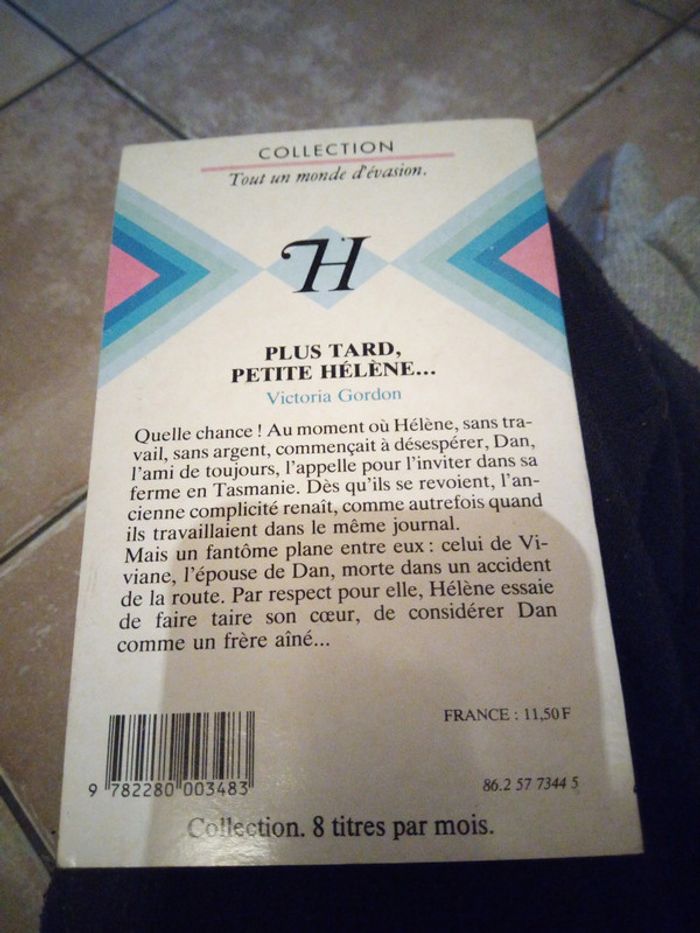 COLLECTION
Tout un monde d'évasion.
H
PLUS TARD,
PETITE HÉLÈNE...
Victoria Gordon
Quelle chance ! Au moment où Hélène, sans tra-
vail, sans argent, commençait à désespérer, Dan,
l'ami de toujours, l'appelle pour l'inviter dans sa
ferme en Tasmanie. Dès qu'ils se revoient, l'an-
cienne complicité renaît, comme autrefois quand
ils travaillaient dans le même journal.
Mais un fantôme plane entre eux : celui de Vi-
viane, l'épouse de Dan, morte dans un accident
de la route. Par respect pour elle, Hélène essaie
de faire taire son cœur, de considérer Dan
comme un frère aîné...
FRANCE : 11,50 F
9 782280 003483
86.2 57 7344 5
Collection. 8 titres par mois.